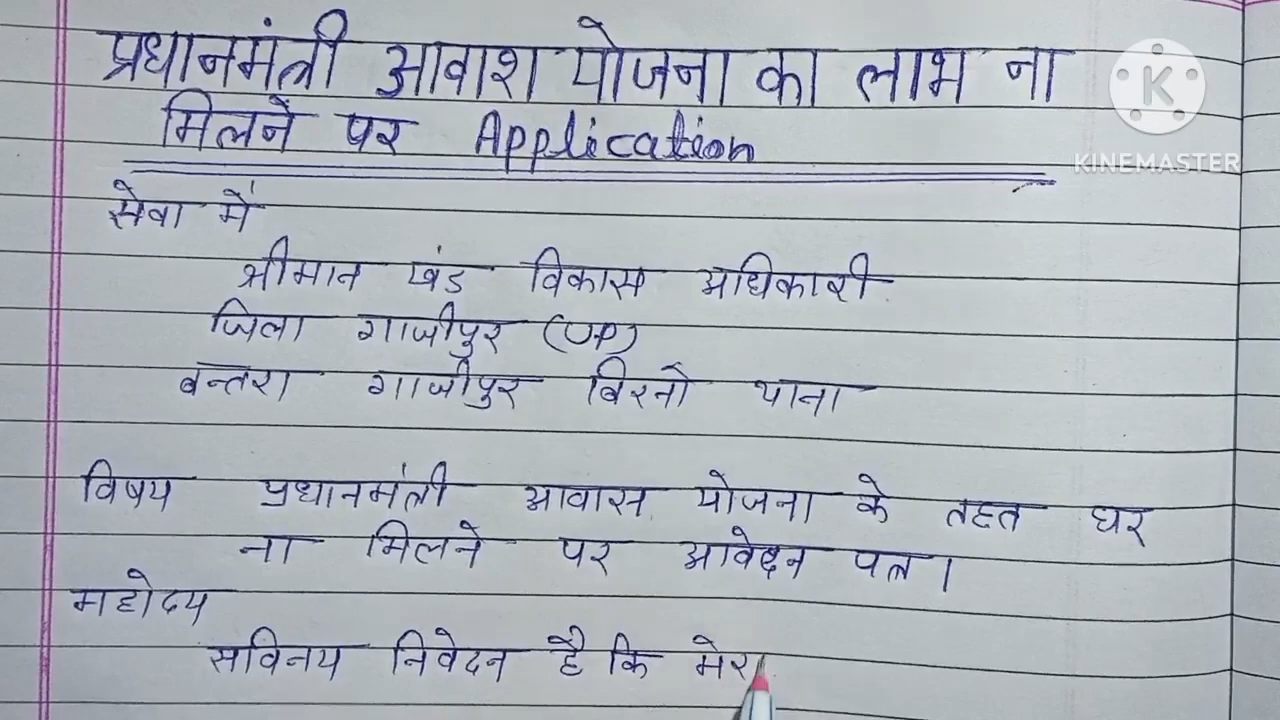 प्रधानमंत्री आवाश योजना का लाभ ना
मिलने पर Application
KINEMASTER
सेवा में
श्रीमान खंड विकास अधिकारी
जिला गाजीपुर (UP)
बन्तरा गाजीपुर बिरनो थाना
विषय प्रधानमंत्री आवास योजना के तहत घर
ना मिलने पर आवेदन पत्र।
महोदय
सविनय निवेदन है कि मेर